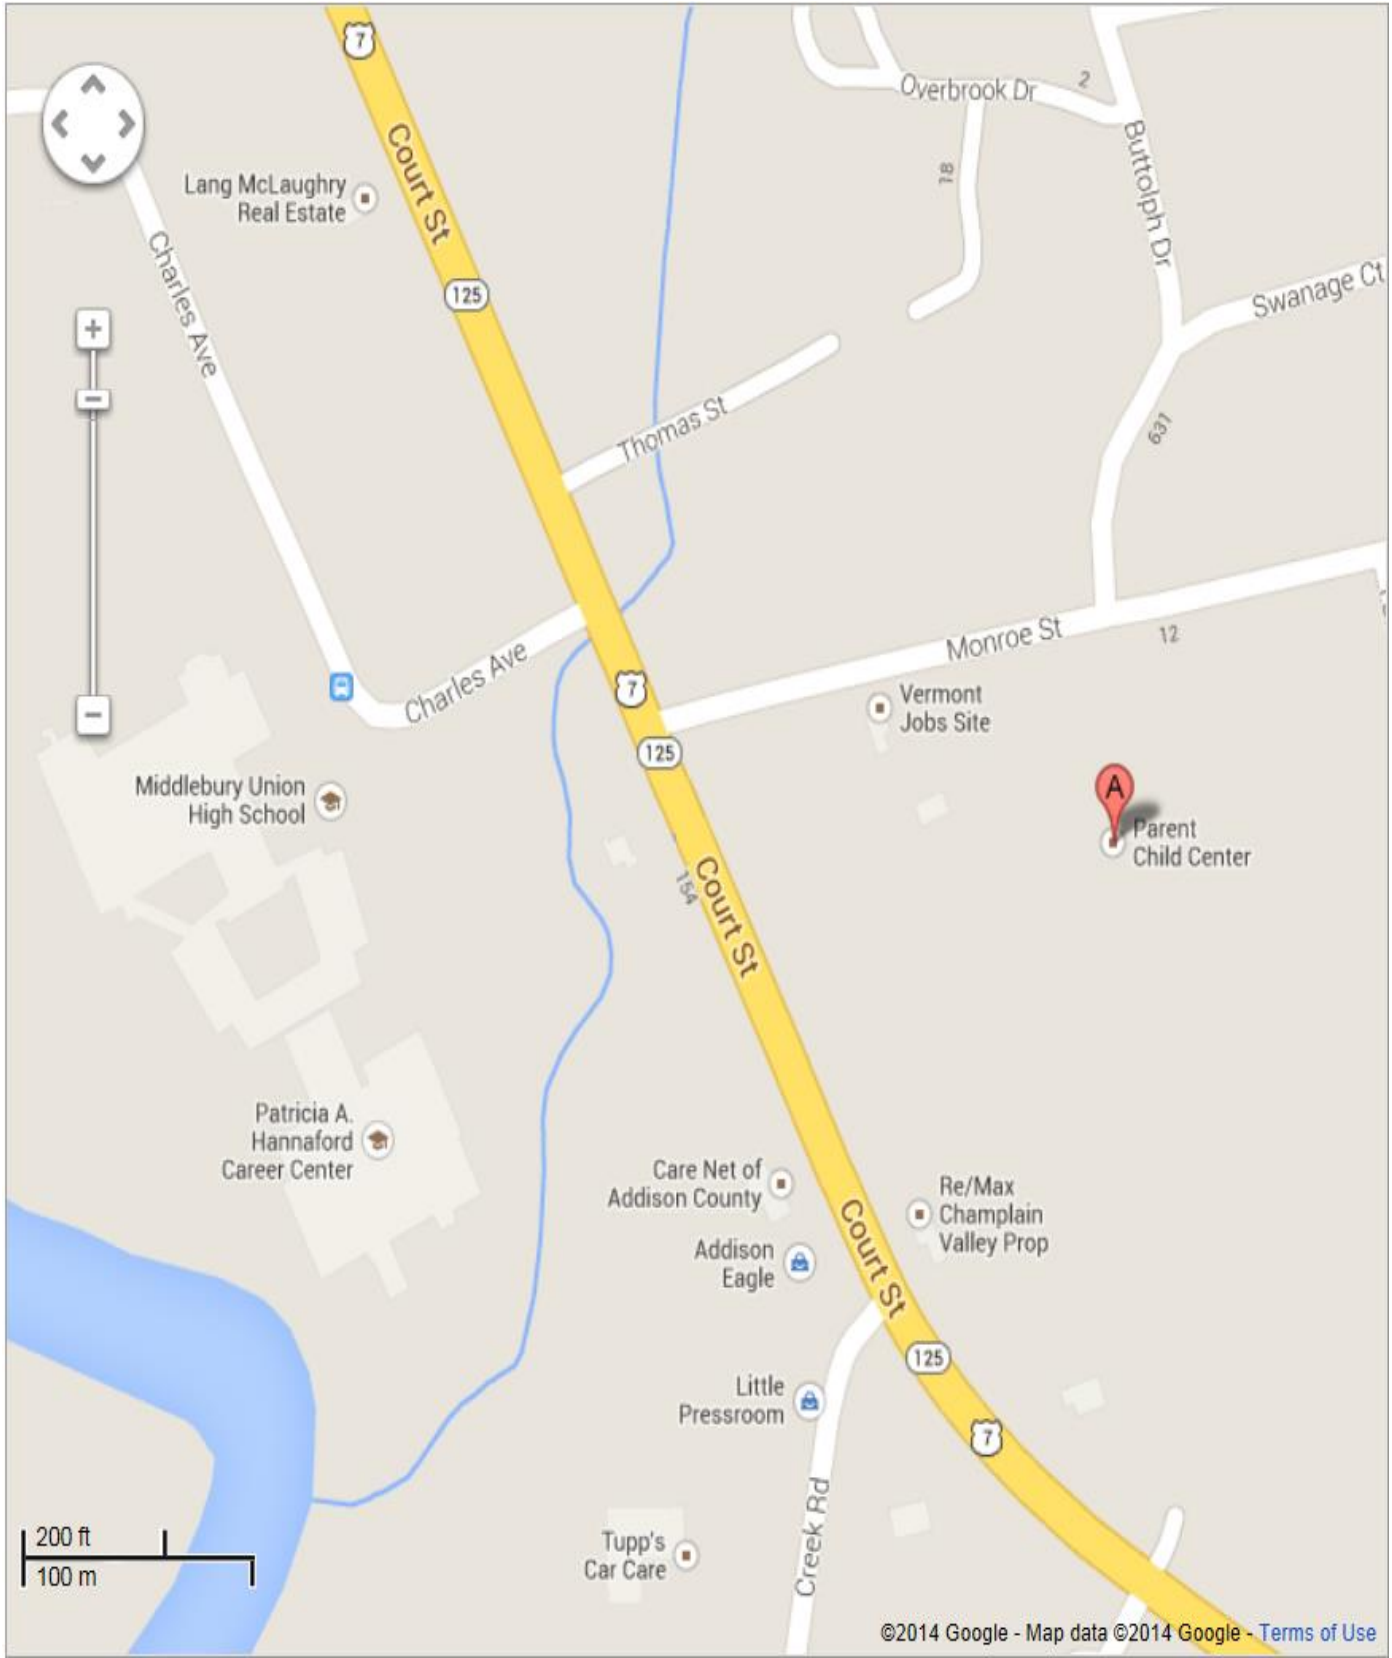 7
Overbrook Dr
2
Court St
Buttolph Dr
Lang McLaughry
Real Estate
18
Charles Ave
125
Swanage Ct
Thomas St
631
Monroe St
12
Charles Ave
7
Vermont
Jobs Site
125
Middlebury Union
High School
A
Parent
Child Center
154
Court St
Patricia A.
Hannaford
Career Center
Care Net of
Addison County
Re/Max
Champlain
Valley Prop
Court St
Addison
Eagle
125
Little
Pressroom
7
Creek Rd
200 ft
100 m
Tupp's
Car Care
©2014 Google - Map data ©2014 Google - Terms of Use